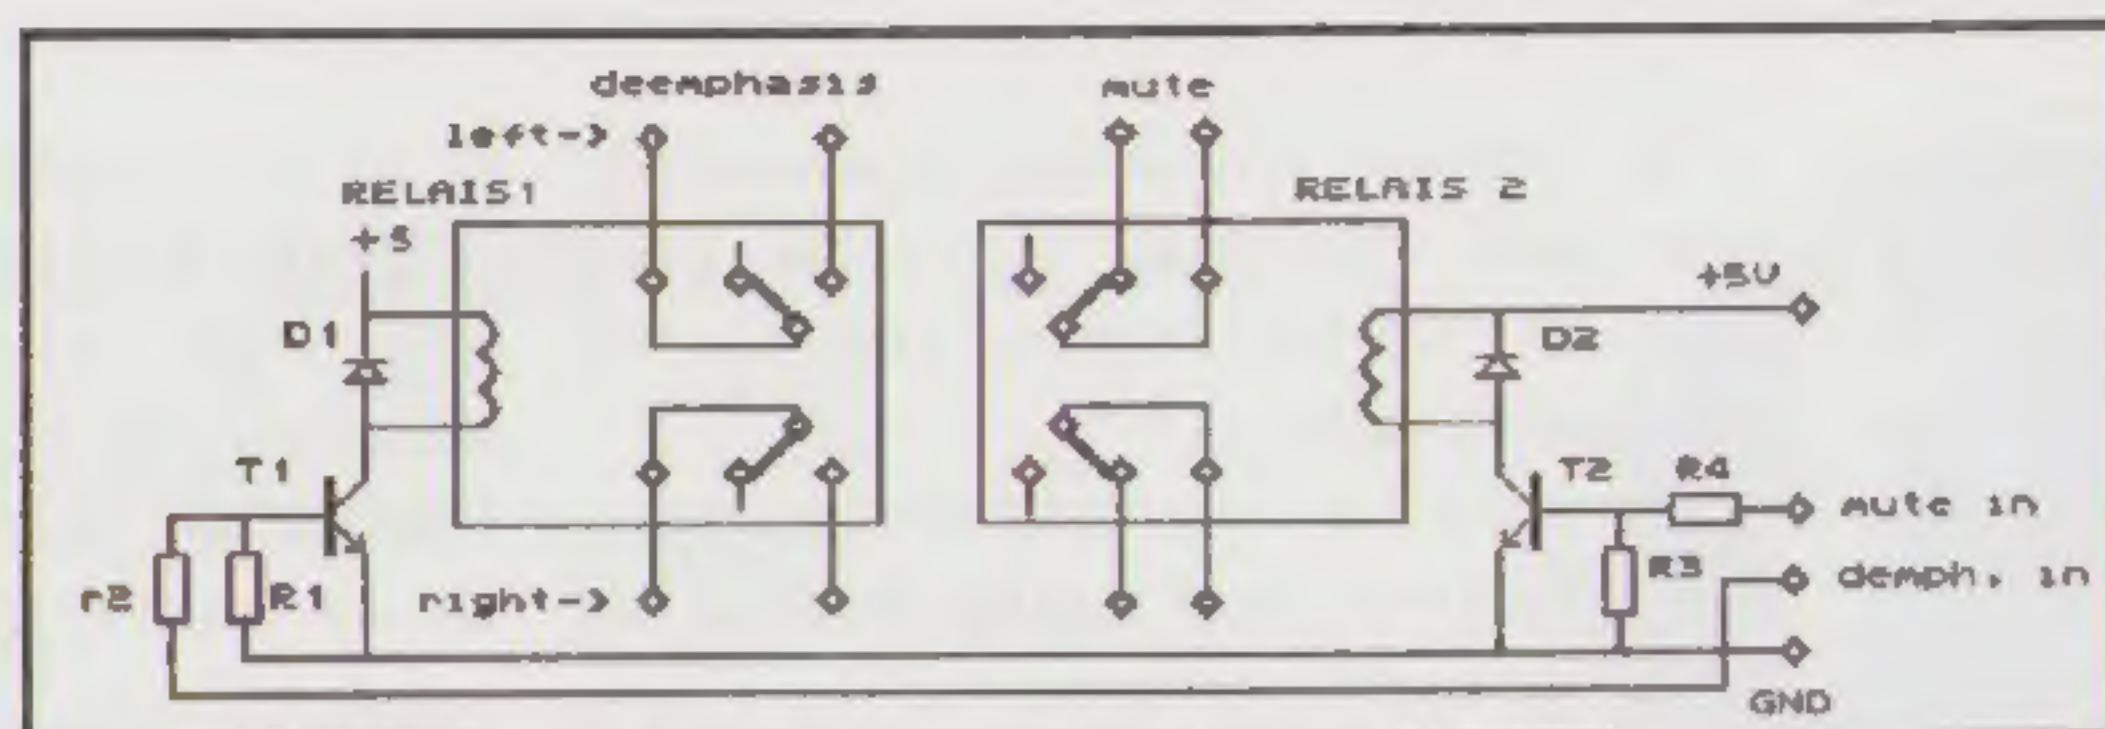 deemphasis
mute
left->
RELAIS1
RELAIS 2
+5
+5V
D1
D2
T1
T2
R4
mute in
r2
R1
R3
demph. in
right->
GND